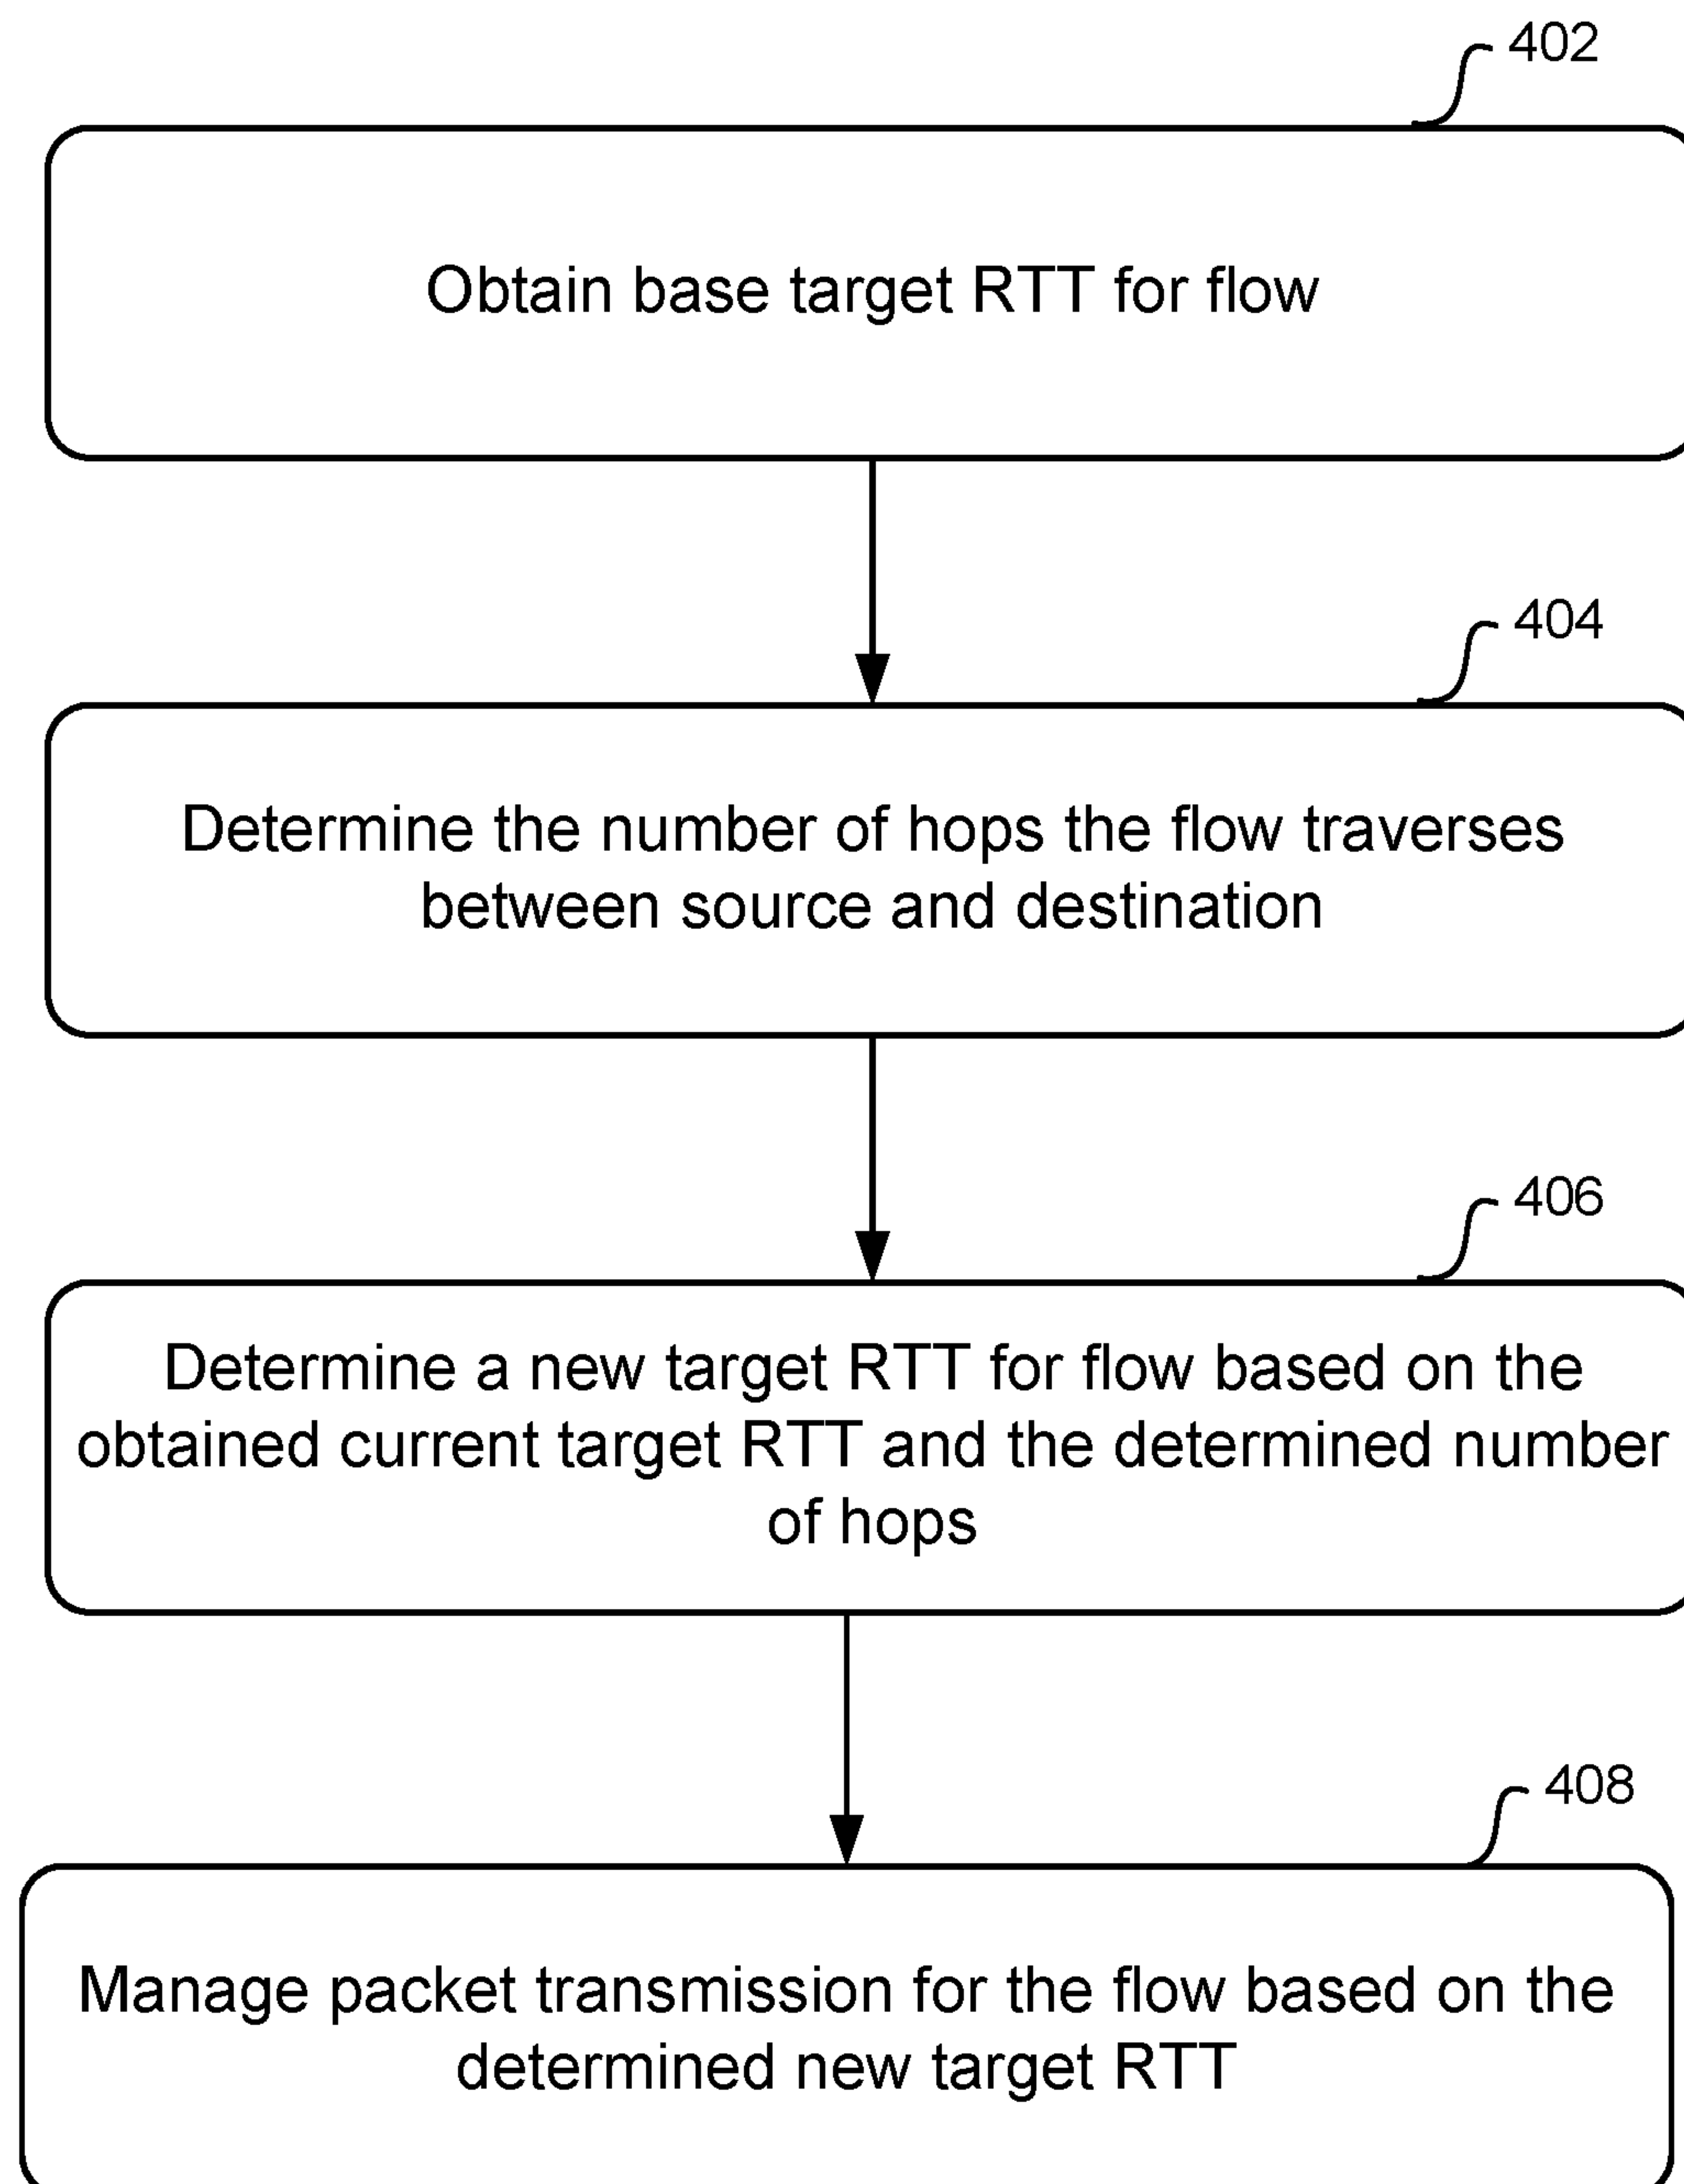 402
Obtain base target RTT for flow
404
Determine the number of hops the flow traverses
between source and destination
406
Determine a new target RTT for flow based on the
obtained current target RTT and the determined number
of hops
408
Manage packet transmission for the flow based on the
determined new target RTT